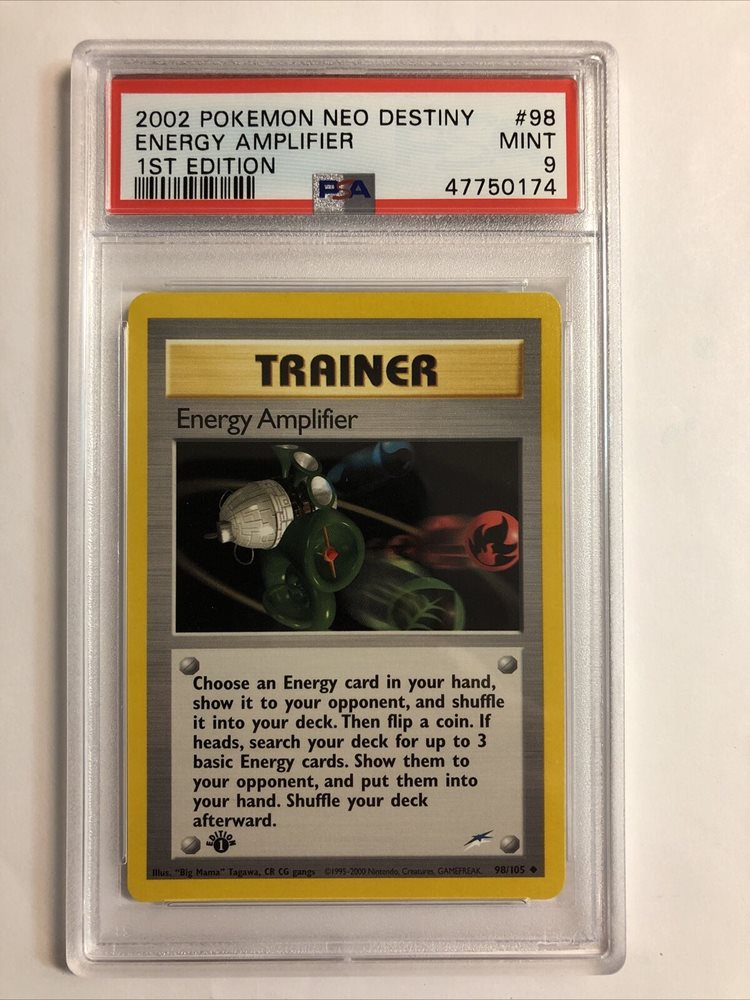 2002 POKEMON NEO DESTINY #98
ENERGY AMPLIFIER MINT
1ST EDITION 9
PSA 47750174
TRAINER
Energy Amplifier
Choose an Energy card in your hand,
show it to your opponent, and shuffle
it into your deck. Then flip a coin. If
heads, search your deck for up to 3
basic Energy cards. Show them to
your opponent, and put them into
your hand. Shuffle your deck
afterward.
EDITION
1
Illus. "Big Mama" Tagawa, CR CG gangs ©1995-2000 Nintendo, Creatures, GAMEFREAK. 98/105